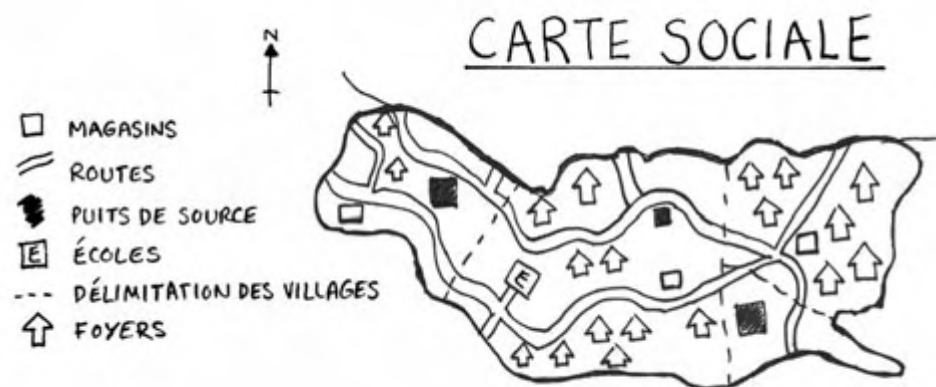 CARTE SOCIALE
N
MAGASINS
ROUTES
PUITS DE SOURCE
E ÉCOLES
DÉLIMITATION DES VILLAGES
FOYERS
E